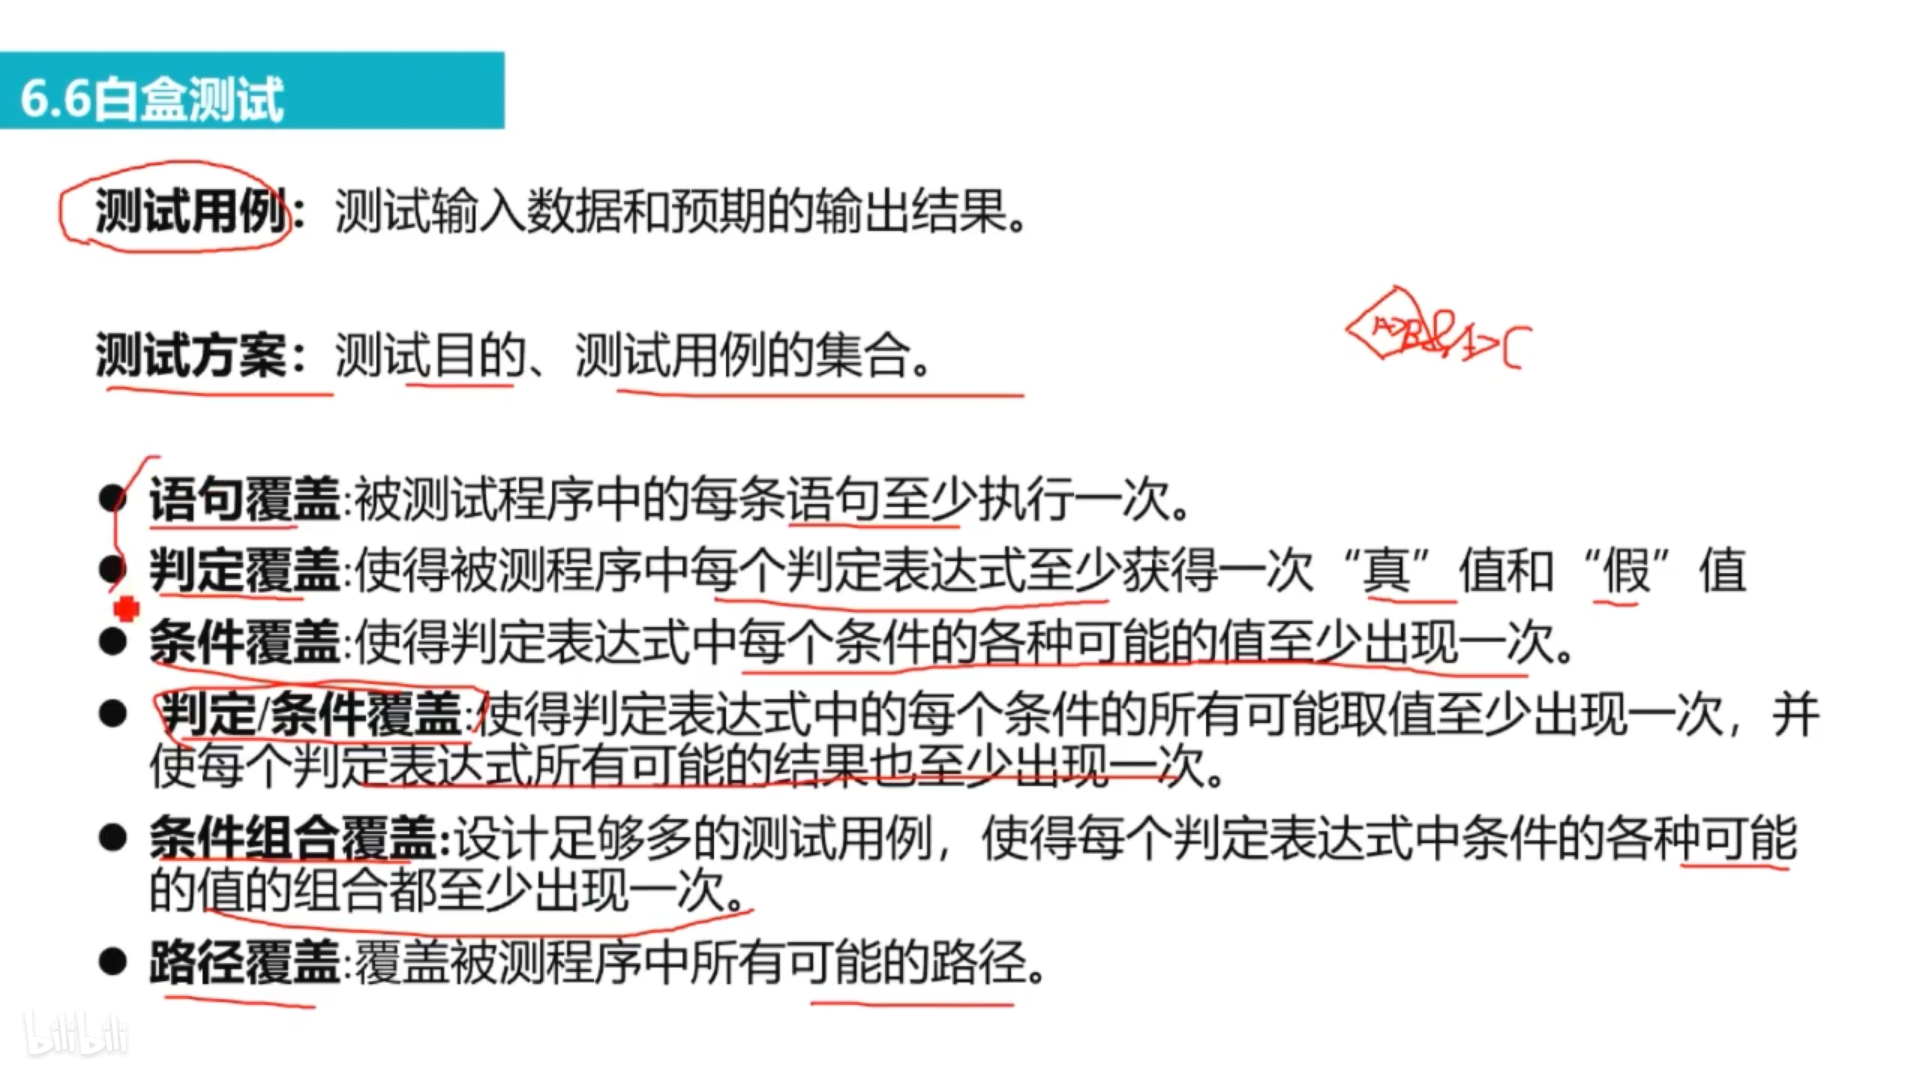 6.6白盒测试
测试用例：测试输入数据和预期的输出结果。
A>B & A>C
测试方案：测试目的、测试用例的集合。
● 语句覆盖:被测试程序中的每条语句至少执行一次。
● 判定覆盖:使得被测程序中每个判定表达式至少获得一次“真”值和“假”值
● 条件覆盖:使得判定表达式中每个条件的各种可能的值至少出现一次。
● 判定/条件覆盖:使得判定表达式中的每个条件的所有可能取值至少出现一次，并
使每个判定表达式所有可能的结果也至少出现一次。
● 条件组合覆盖:设计足够多的测试用例，使得每个判定表达式中条件的各种可能
的值的组合都至少出现一次。
● 路径覆盖:覆盖被测程序中所有可能的路径。
bilibili